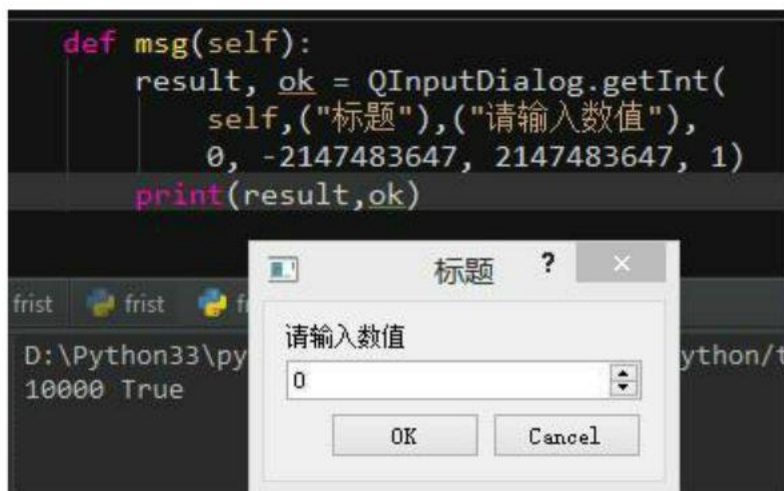 def msg(self):
result, ok = QInputDialog.getInt(
self,("标题"),("请输入数值"),
0, -2147483647, 2147483647, 1)
print(result,ok)
标题 ? ×
frist frist
请输入数值
D:\Python33\py
ython/t
10000 True
0
OK Cancel